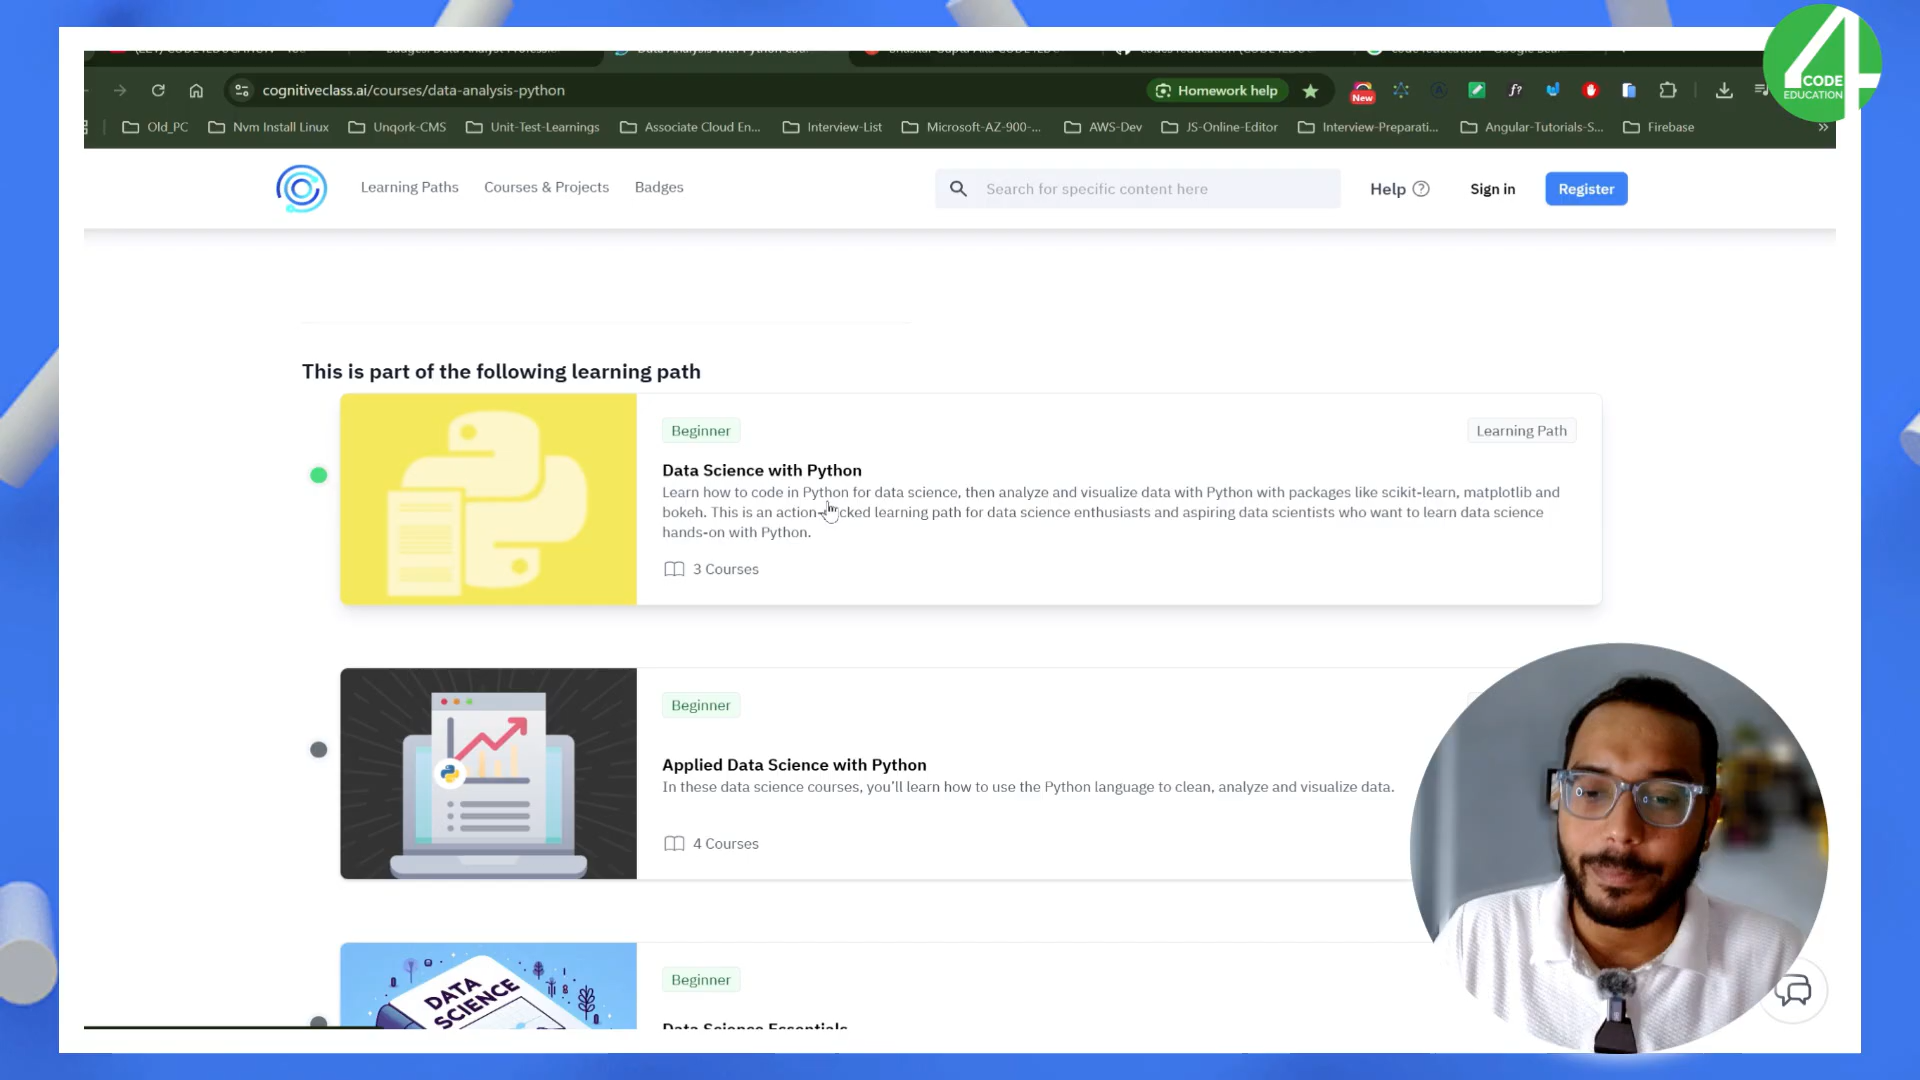 CODE
EDUCATION
cognitiveclass.ai/courses/data-analysis-python
Homework help
New
Old_PC
Nvm Install Linux
Unqork-CMS
Unit-Test-Learnings
Associate Cloud En...
Interview-List
Microsoft-AZ-900-...
AWS-Dev
JS-Online-Editor
Interview-Preparati...
Angular-Tutorials-S...
Firebase
»
Learning Paths
Courses & Projects
Badges
Search for specific content here
Help
Sign in
Register
This is part of the following learning path
Beginner
Learning Path
Data Science with Python
Learn how to code in Python for data science, then analyze and visualize data with Python with packages like scikit-learn, matplotlib and
bokeh. This is an action-packed learning path for data science enthusiasts and aspiring data scientists who want to learn data science
hands-on with Python.
3 Courses
Beginner
Applied Data Science with Python
In these data science courses, you'll learn how to use the Python language to clean, analyze and visualize data.
4 Courses
DATA
SCIENCE
Beginner
Data Science Essentials